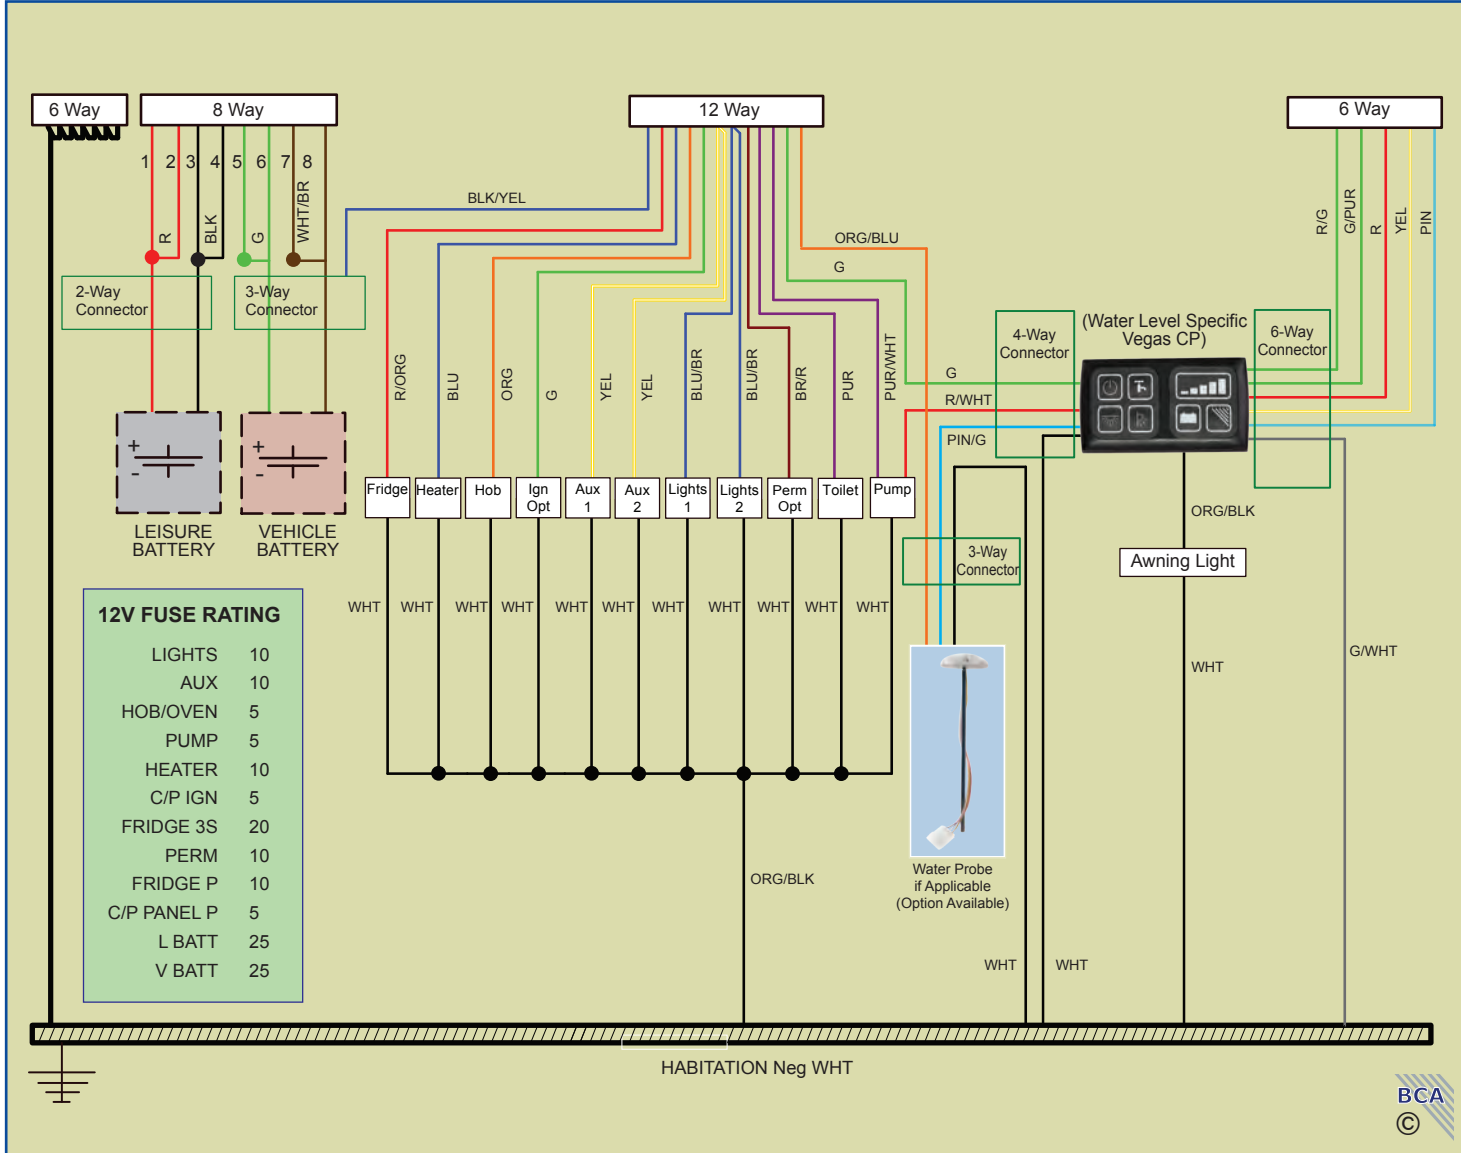 6 Way
8 Way
12 Way
6 Way
1 2 3 4 5 6 7 8
R
BLK
G
WHT/BR
BLK/YEL
ORG/BLU
G
R/G
G/PUR
R
YEL
PIN
2-Way
Connector
3-Way
Connector
4-Way
Connector
(Water Level Specific
Vegas CP)
6-Way
Connector
R/ORG
BLU
ORG
G
YEL
YEL
BLU/BR
BLU/BR
BR/R
PUR
PUR/WHT
G
R/WHT
PIN/G
+
-
+
-
LEISURE
BATTERY
VEHICLE
BATTERY
Fridge
Heater
Hob
Ign
Opt
Aux
1
Aux
2
Lights
1
Lights
2
Perm
Opt
Toilet
Pump
ORG/BLK
Awning Light
3-Way
Connector
WHT WHT WHT WHT WHT WHT WHT WHT WHT WHT WHT
12V FUSE RATING
LIGHTS 10
AUX 10
HOB/OVEN 5
PUMP 5
HEATER 10
C/P IGN 5
FRIDGE 3S 20
PERM 10
FRIDGE P 10
C/P PANEL P 5
L BATT 25
V BATT 25
G/WHT
WHT
Water Probe
if Applicable
(Option Available)
ORG/BLK
WHT
WHT
HABITATION Neg WHT
BCA
©